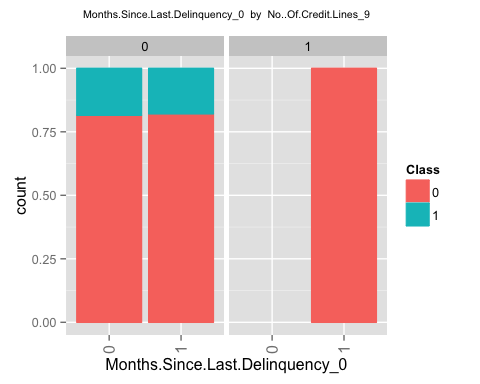 Months.Since.Last.Delinquency_0 by No..Of.Credit.Lines_9
0 1
1.00
0.75
0.50
0.25
0.00
count
0 1 0 1
Months.Since.Last.Delinquency_0
Class
0
1